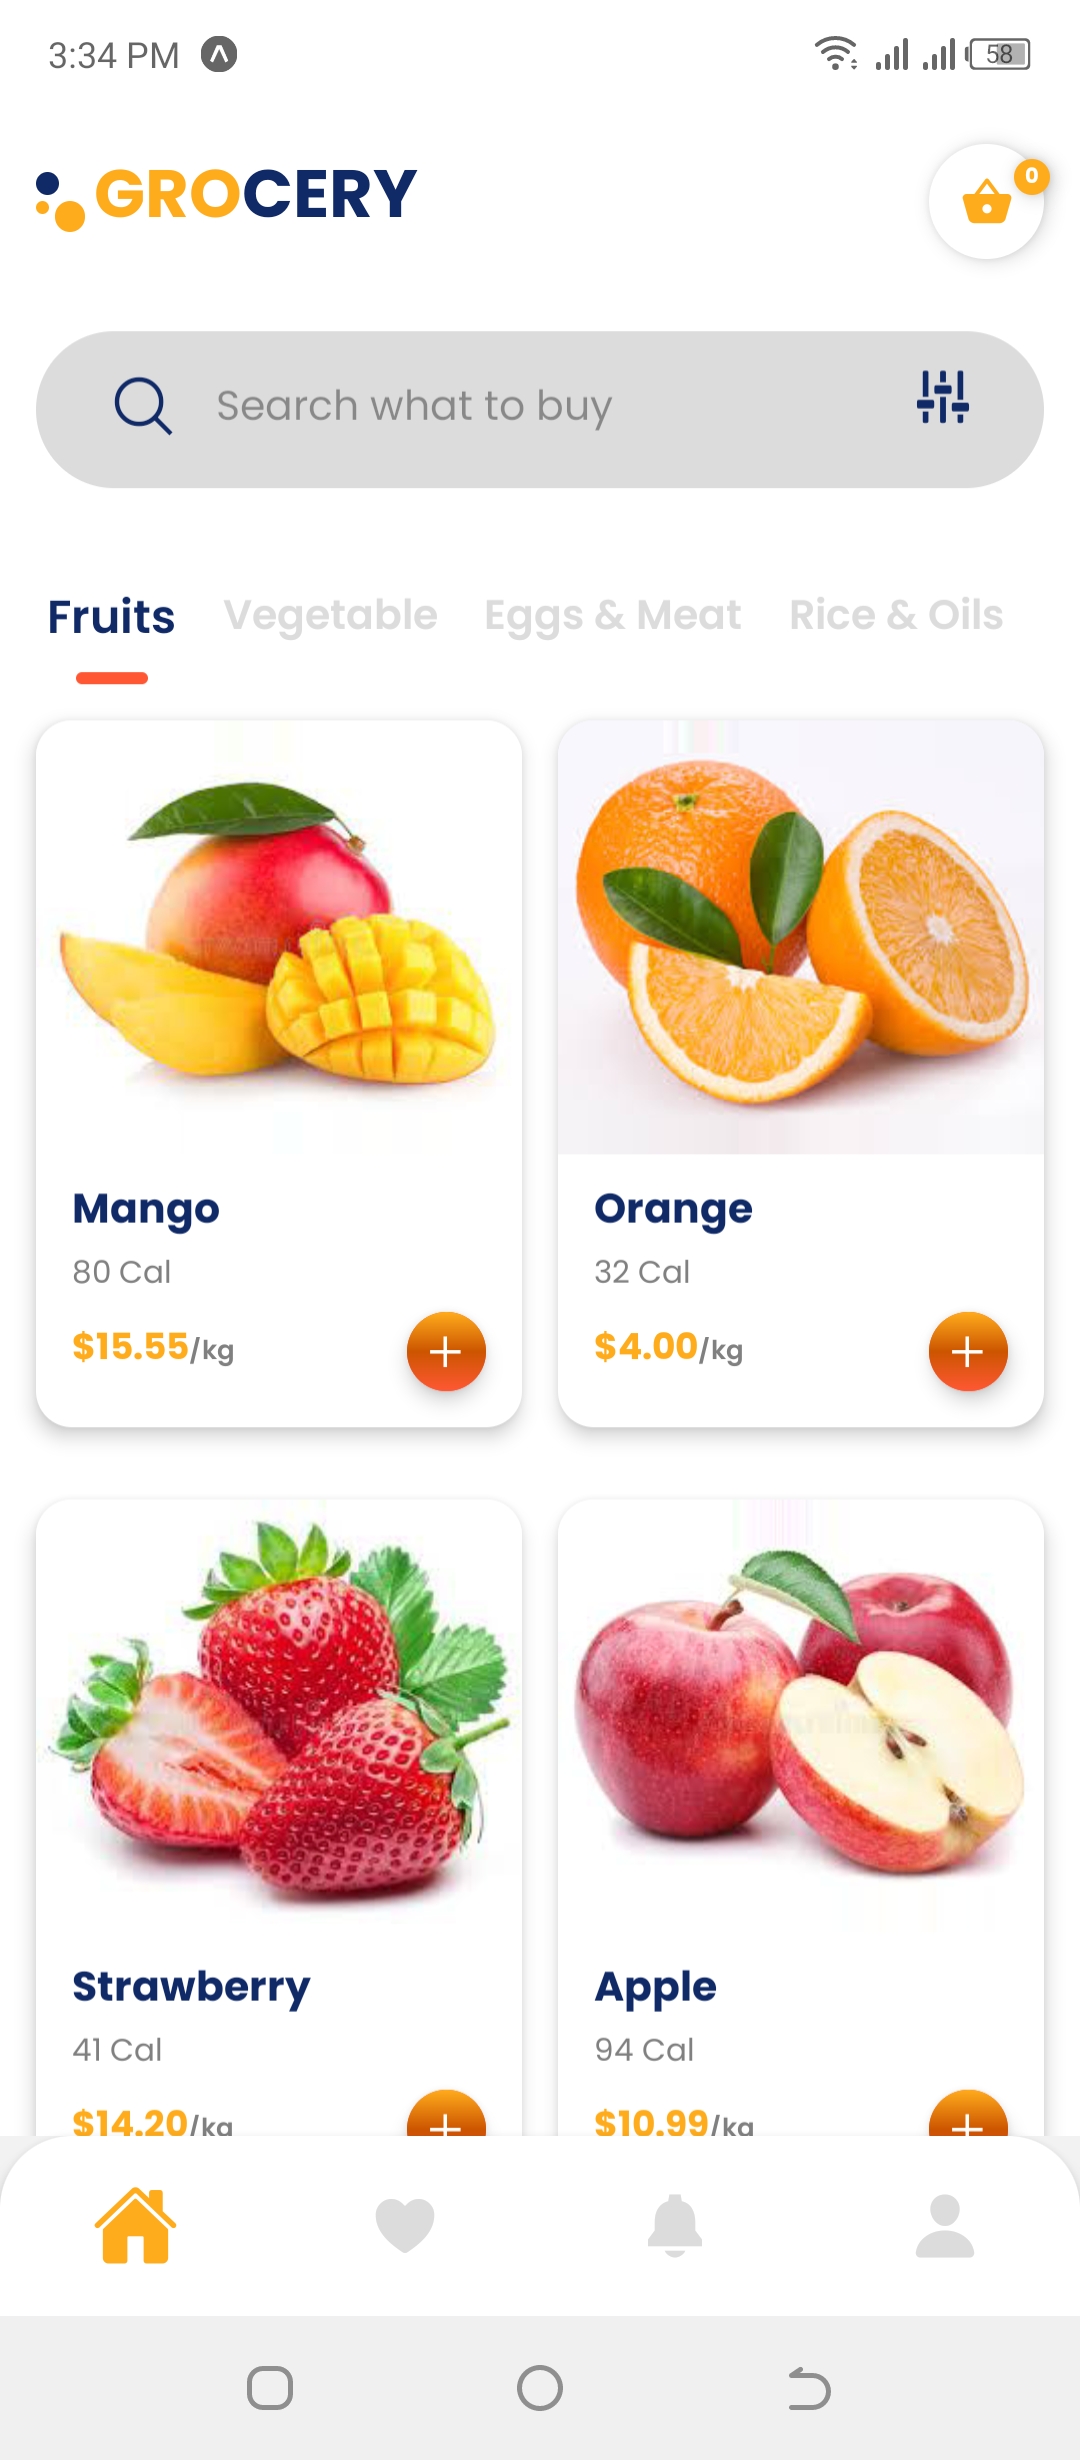 3:34 PM
58
GROCERY
0
Search what to buy
Fruits Vegetable Eggs & Meat Rice & Oils
Mango
80 Cal
$15.55/kg
Orange
32 Cal
$4.00/kg
Strawberry
41 Cal
$14.20/kg
Apple
94 Cal
$10.99/kg